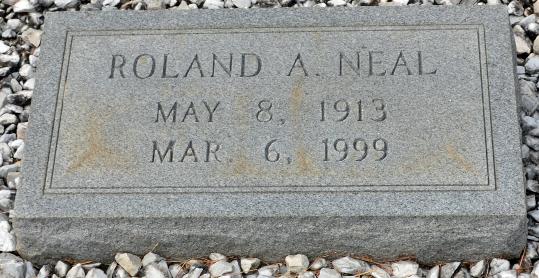 ROLAND A. NEAL
MAY 8, 1913
MAR. 6, 1999